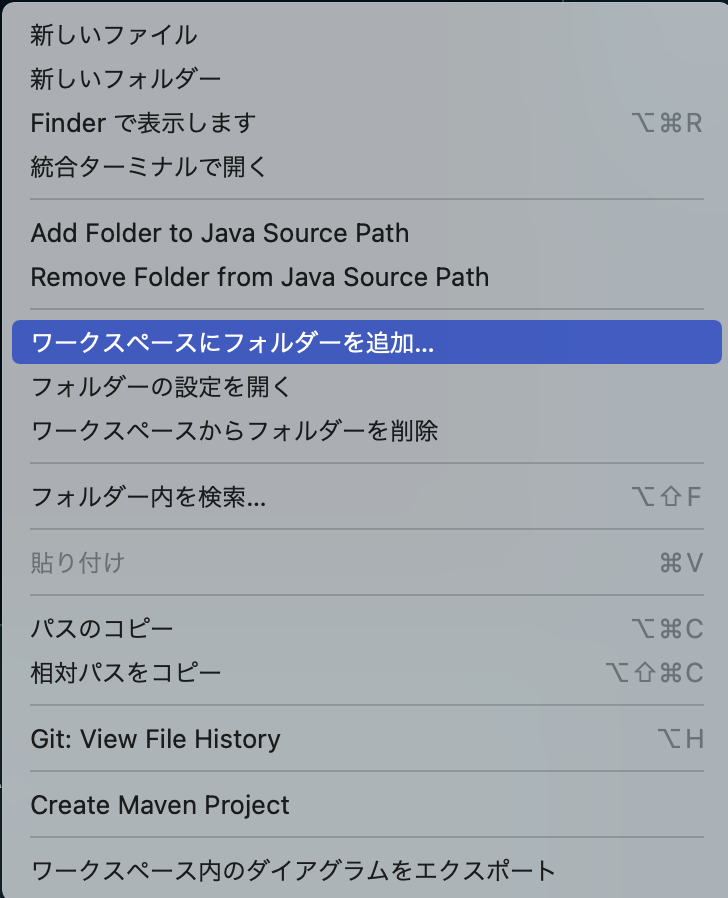 新しいファイル
新しいフォルダー
Finder で表示します ⌥⌘R
統合ターミナルで開く
Add Folder to Java Source Path
Remove Folder from Java Source Path
ワークスペースにフォルダーを追加...
フォルダーの設定を開く
ワークスペースからフォルダーを削除
フォルダー内を検索... ⌥⇧F
貼り付け ⌘V
パスのコピー ⌥⌘C
相対パスをコピー ⌥⇧⌘C
Git: View File History ⌥H
Create Maven Project
ワークスペース内のダイアグラムをエクスポート